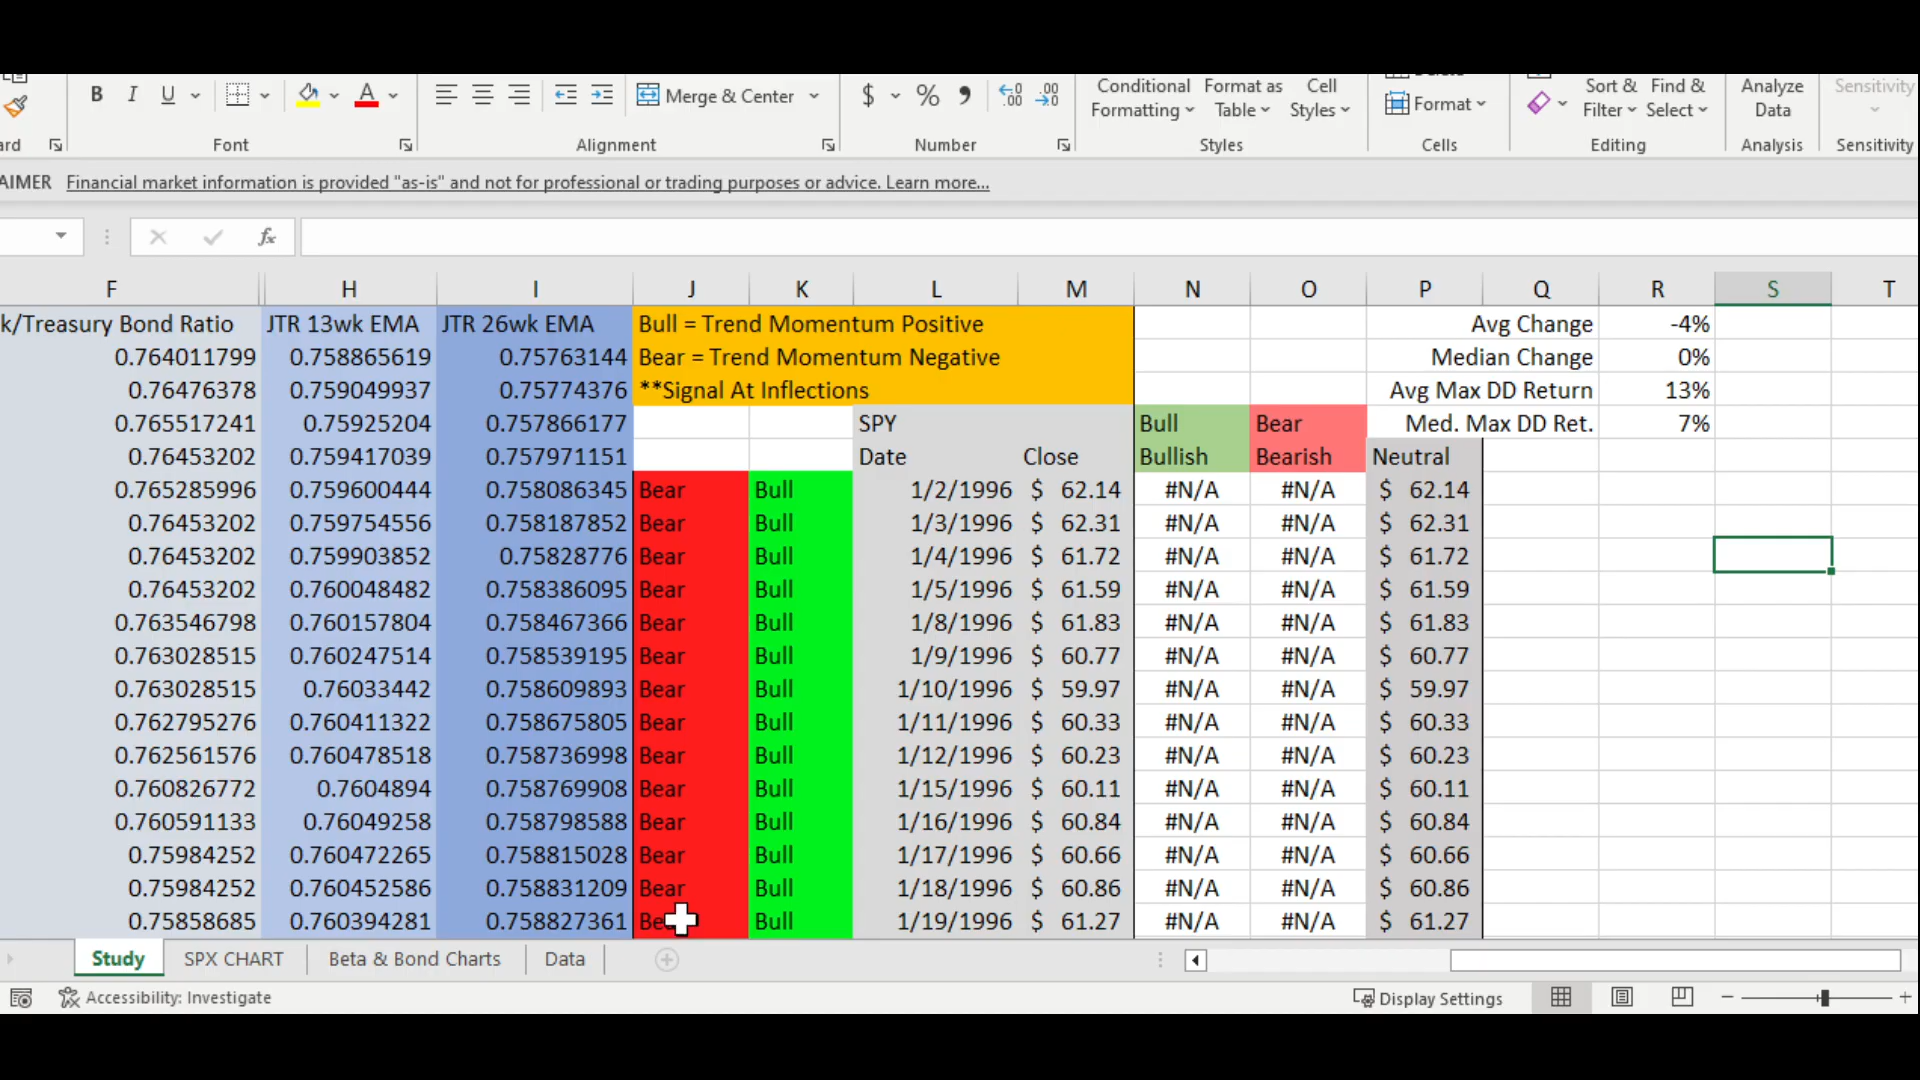 B I U A Merge & Center $ % 9 .00 .00 Conditional Formatting Format as Table Cell Styles Format Sort & Filter Find & Select Analyze Data Sensitivity
ard Font Alignment Number Styles Cells Editing Analysis Sensitivity
AIMER Financial market information is provided "as-is" and not for professional or trading purposes or advice. Learn more...
fx
F H I J K L M N O P Q R S T
k/Treasury Bond Ratio JTR 13wk EMA JTR 26wk EMA Bull = Trend Momentum Positive Avg Change -4%
0.764011799 0.758865619 0.75763144 Bear = Trend Momentum Negative Median Change 0%
0.76476378 0.759049937 0.75774376 **Signal At Inflections Avg Max DD Return 13%
0.765517241 0.75925204 0.757866177 SPY Bull Bear Med. Max DD Ret. 7%
0.76453202 0.759417039 0.757971151 Date Close Bullish Bearish Neutral
0.765285996 0.759600444 0.758086345 Bear Bull 1/2/1996 $ 62.14 #N/A #N/A $ 62.14
0.76453202 0.759754556 0.758187852 Bear Bull 1/3/1996 $ 62.31 #N/A #N/A $ 62.31
0.76453202 0.759903852 0.75828776 Bear Bull 1/4/1996 $ 61.72 #N/A #N/A $ 61.72
0.76453202 0.760048482 0.758386095 Bear Bull 1/5/1996 $ 61.59 #N/A #N/A $ 61.59
0.763546798 0.760157804 0.758467366 Bear Bull 1/8/1996 $ 61.83 #N/A #N/A $ 61.83
0.763028515 0.760247514 0.758539195 Bear Bull 1/9/1996 $ 60.77 #N/A #N/A $ 60.77
0.763028515 0.76033442 0.758609893 Bear Bull 1/10/1996 $ 59.97 #N/A #N/A $ 59.97
0.762795276 0.760411322 0.758675805 Bear Bull 1/11/1996 $ 60.33 #N/A #N/A $ 60.33
0.762561576 0.760478518 0.758736998 Bear Bull 1/12/1996 $ 60.23 #N/A #N/A $ 60.23
0.760826772 0.7604894 0.758769908 Bear Bull 1/15/1996 $ 60.11 #N/A #N/A $ 60.11
0.760591133 0.76049258 0.758798588 Bear Bull 1/16/1996 $ 60.84 #N/A #N/A $ 60.84
0.75984252 0.760472265 0.758815028 Bear Bull 1/17/1996 $ 60.66 #N/A #N/A $ 60.66
0.75984252 0.760452586 0.758831209 Bear Bull 1/18/1996 $ 60.86 #N/A #N/A $ 60.86
0.75858685 0.760394281 0.758827361 Be Bull 1/19/1996 $ 61.27 #N/A #N/A $ 61.27
Study SPX CHART Beta & Bond Charts Data
Accessibility: Investigate Display Settings